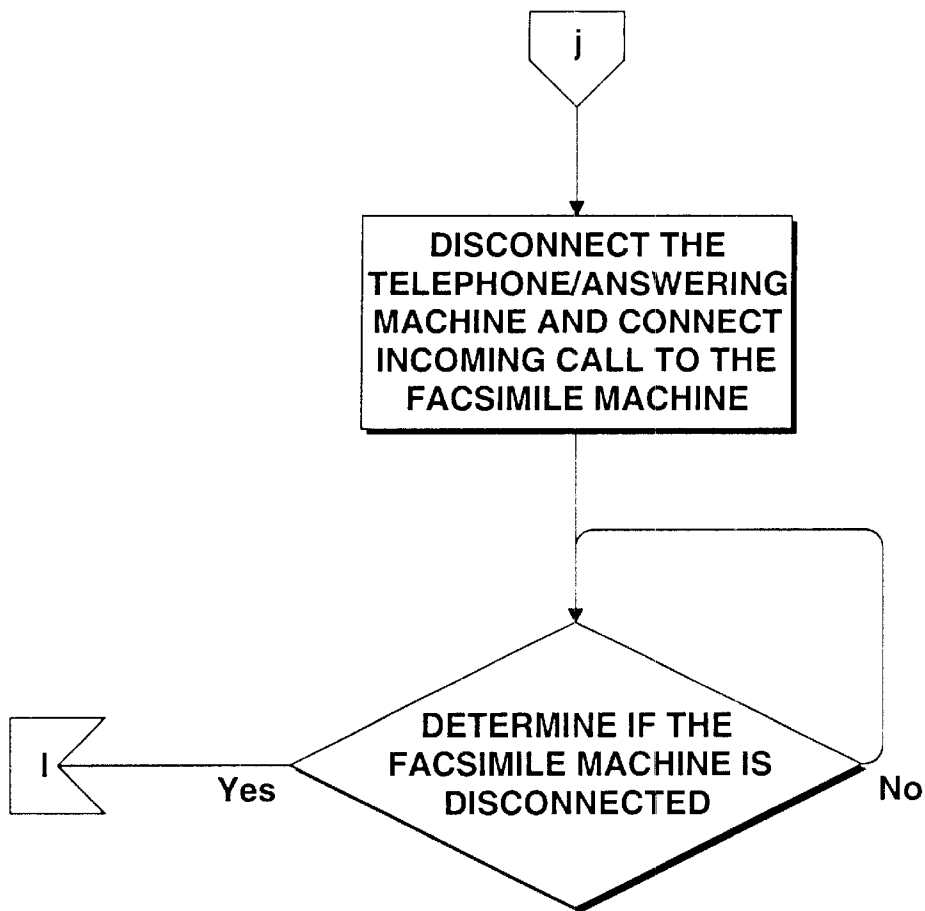 j
DISCONNECT THE
TELEPHONE/ANSWERING
MACHINE AND CONNECT
INCOMING CALL TO THE
FACSIMILE MACHINE
DETERMINE IF THE
FACSIMILE MACHINE IS
DISCONNECTED
I
Yes
No